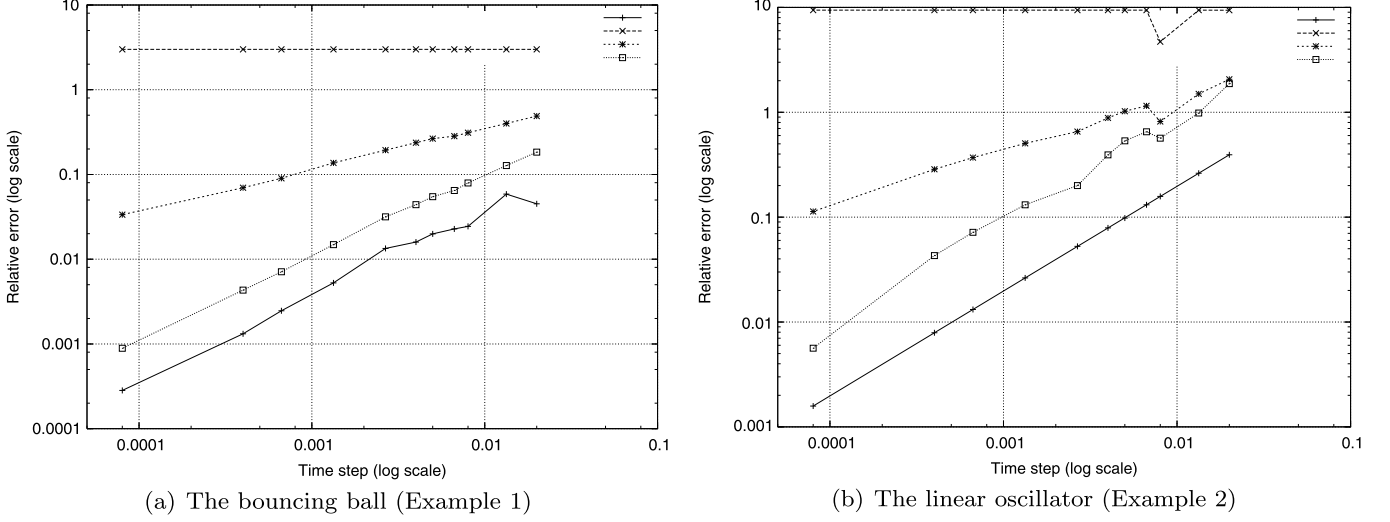 10
1
0.1
0.01
0.001
0.0001
Relative error (log scale)
0.0001 0.001 0.01 0.1
Time step (log scale)
(a) The bouncing ball (Example 1)
10
1
0.1
0.01
0.001
Relative error (log scale)
0.0001 0.001 0.01 0.1
Time step (log scale)
(b) The linear oscillator (Example 2)